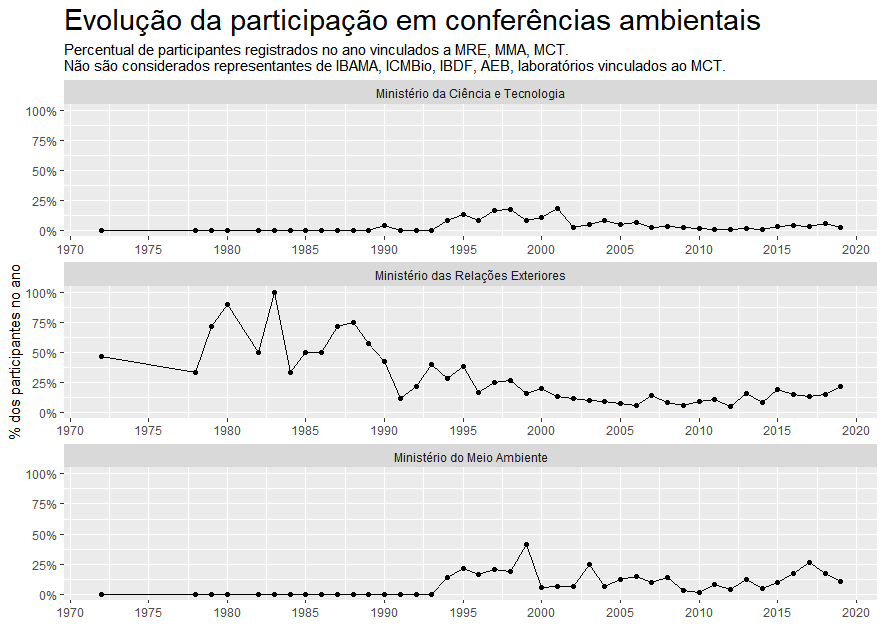 Evolução da participação em conferências ambientais
Percentual de participantes registrados no ano vinculados a MRE, MMA, MCT.
Não são considerados representantes de IBAMA, ICMBio, IBDF, AEB, laboratórios vinculados ao MCT.
% dos participantes no ano
Ministério da Ciência e Tecnologia
100%
75%
50%
25%
0%
1970 1975 1980 1985 1990 1995 2000 2005 2010 2015 2020
Ministério das Relações Exteriores
100%
75%
50%
25%
0%
1970 1975 1980 1985 1990 1995 2000 2005 2010 2015 2020
Ministério do Meio Ambiente
100%
75%
50%
25%
0%
1970 1975 1980 1985 1990 1995 2000 2005 2010 2015 2020